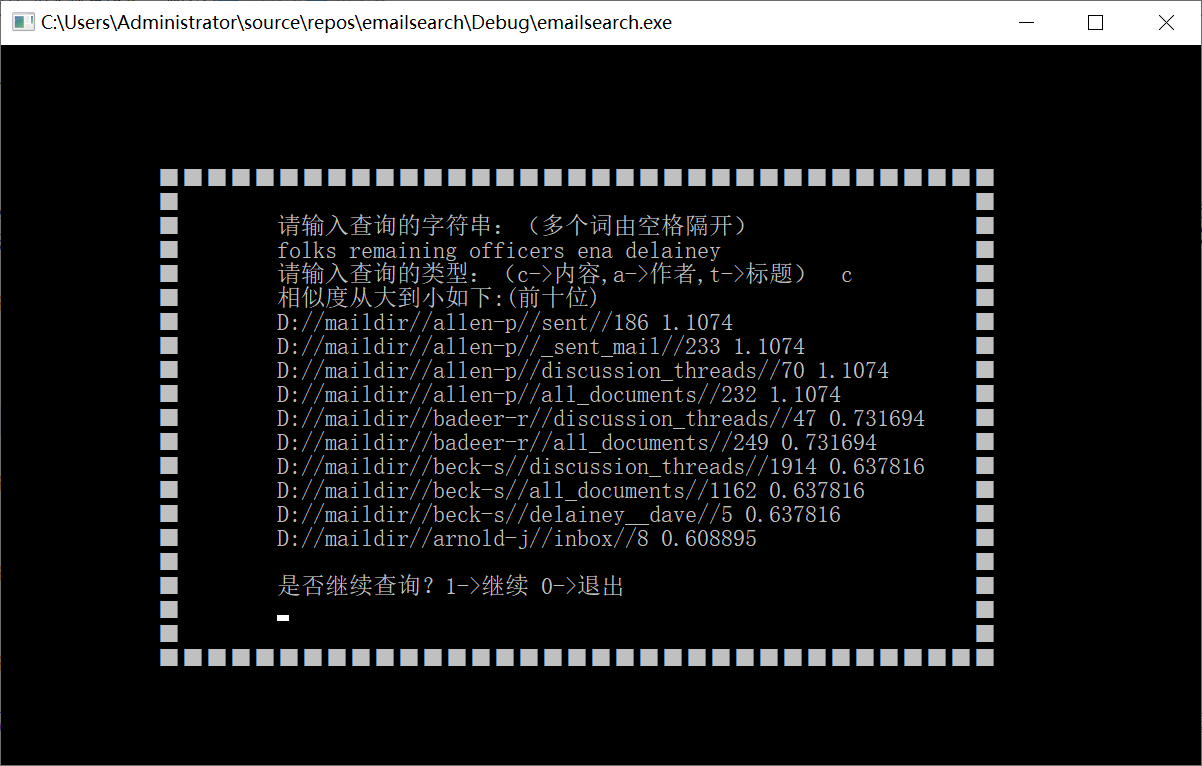 C:\Users\Administrator\source\repos\emailsearch\Debug\emailsearch.exe
请输入查询的字符串：（多个词由空格隔开）
folks remaining officers ena delainey
请输入查询的类型：（c->内容,a->作者,t->标题） c
相似度从大到小如下:(前十位)
D://maildir//allen-p//sent//186 1.1074
D://maildir//allen-p//_sent_mail//233 1.1074
D://maildir//allen-p//discussion_threads//70 1.1074
D://maildir//allen-p//all_documents//232 1.1074
D://maildir//badeer-r//discussion_threads//47 0.731694
D://maildir//badeer-r//all_documents//249 0.731694
D://maildir//beck-s//discussion_threads//1914 0.637816
D://maildir//beck-s//all_documents//1162 0.637816
D://maildir//beck-s//delainey__dave//5 0.637816
D://maildir//arnold-j//inbox//8 0.608895
是否继续查询？1->继续 0->退出